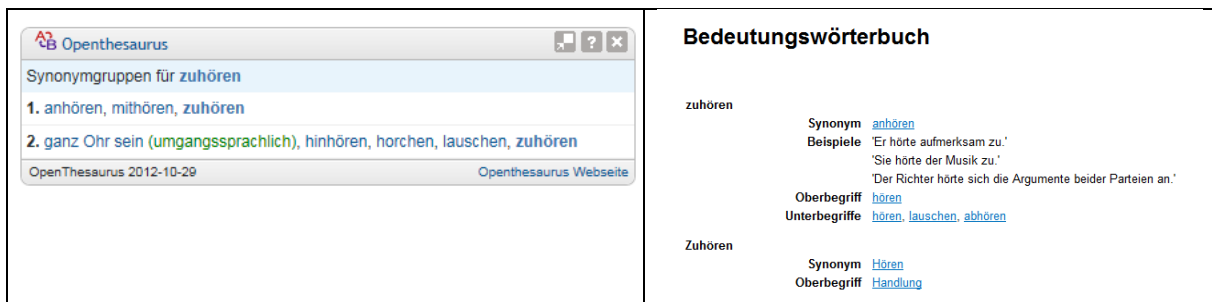 Openthesaurus
Synonymgruppen für zuhören
1. anhören, mithören, zuhören
2. ganz Ohr sein (umgangssprachlich), hinhören, horchen, lauschen, zuhören
OpenThesaurus 2012-10-29 Openthesaurus Webseite
Bedeutungswörterbuch
zuhören
Synonym anhören
Beispiele 'Er hörte aufmerksam zu.'
'Sie hörte der Musik zu.'
'Der Richter hörte sich die Argumente beider Parteien an.'
Oberbegriff hören
Unterbegriffe hören, lauschen, abhören
Zuhören
Synonym Hören
Oberbegriff Handlung